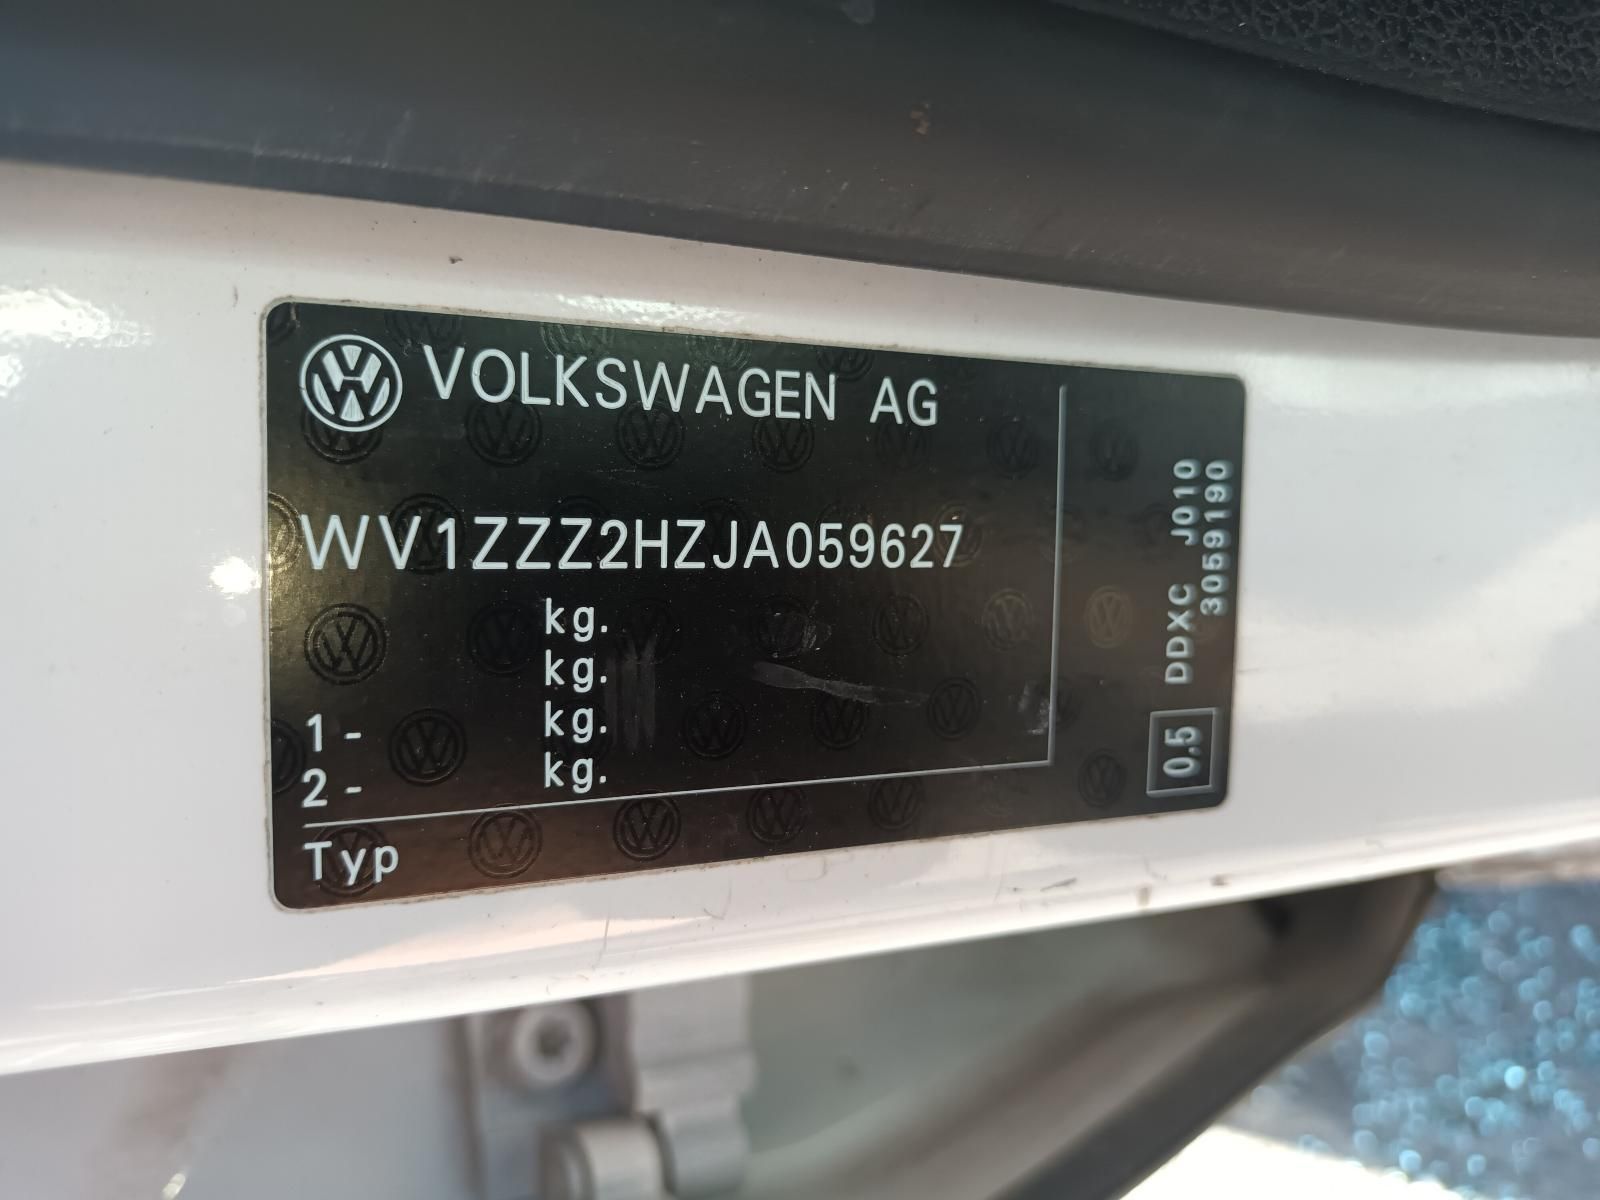 VOLKSWAGEN AG
WV1ZZZ2HZJA059627
kg.
kg.
1- kg.
2- kg.
Typ
0,5 DDXC J010
3059190